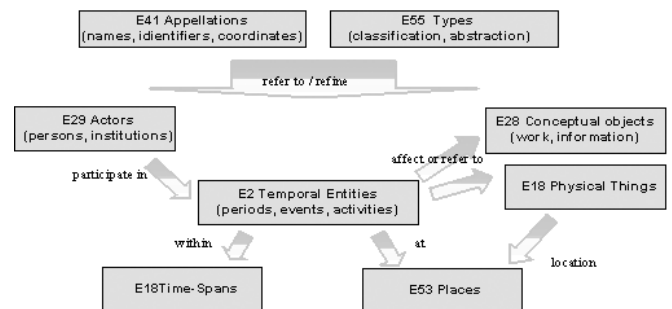 E41 Appellations
(names, identifiers, coordinates)
E55 Types
(classification, abstraction)
refer to / refine
E29 Actors
(persons, institutions)
E28 Conceptual objects
(work, information)
affect or refer to
participate in
E18 Physical Things
E2 Temporal Entities
(periods, events, activities)
within
at
location
E18Time-Spans
E53 Places